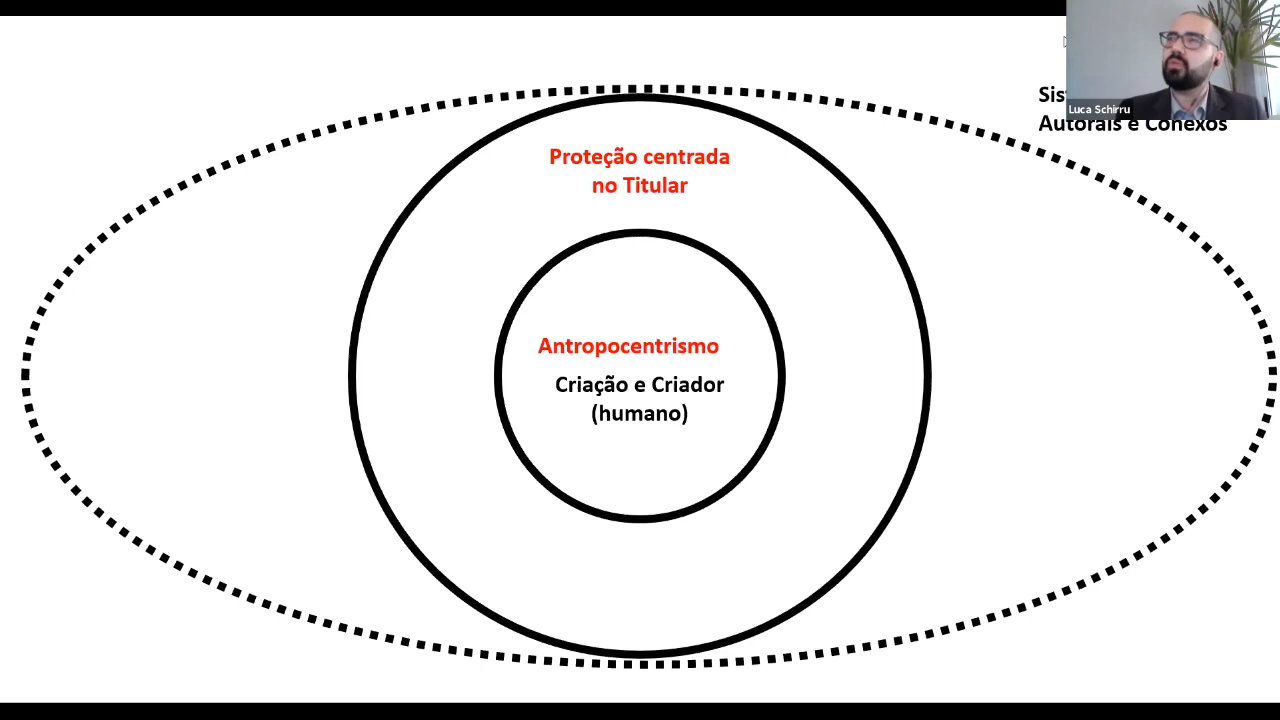 Luca Schirru
Autorais e Conexos
Proteção centrada
no Titular
Antropocentrismo
Criação e Criador
(humano)